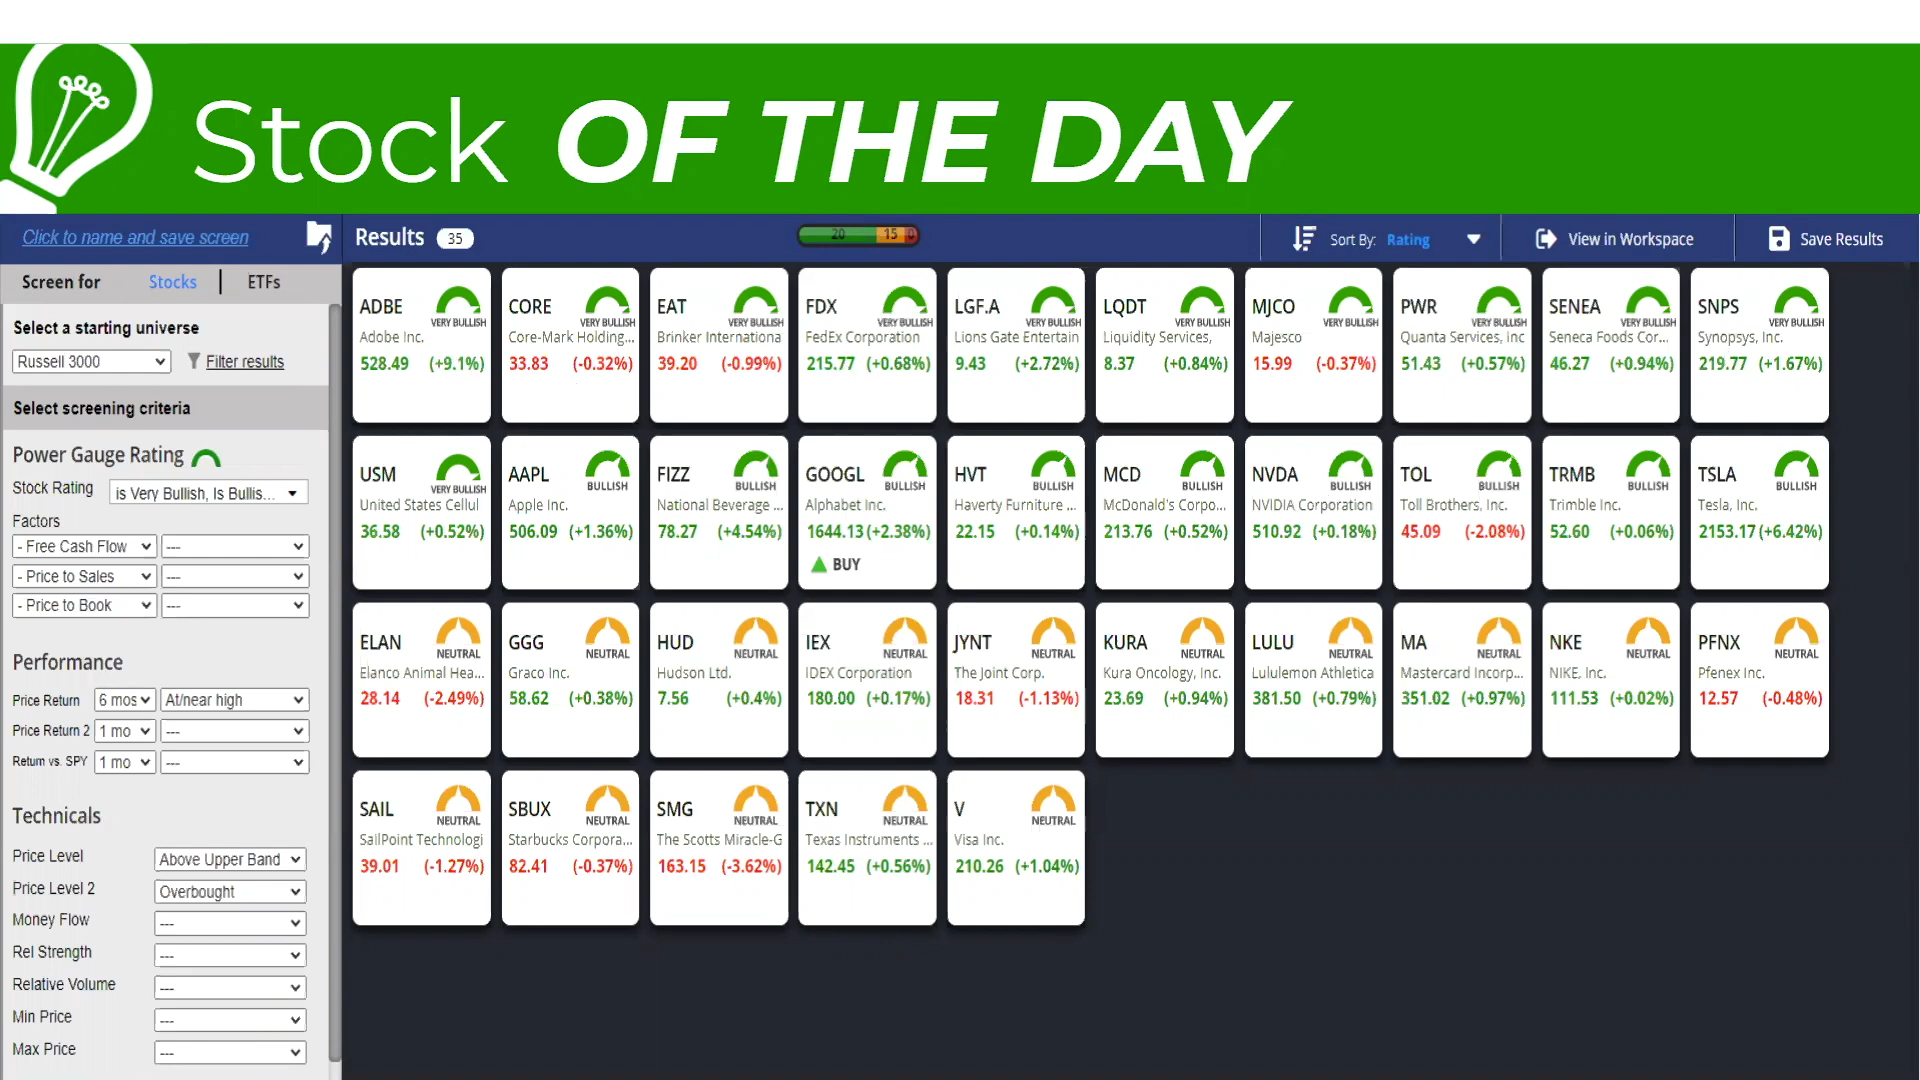 Stock OF THE DAY
Click to name and save screen
Results 35
20 15 0
Sort By: Rating
View in Workspace
Save Results
Screen for Stocks | ETFs
Select a starting universe
Russell 3000
Filter results
Select screening criteria
Power Gauge Rating
Stock Rating is Very Bullish, Is Bullis...
Factors
- Free Cash Flow ---
- Price to Sales ---
- Price to Book ---
Performance
Price Return 6 mos At/near high
Price Return 2 1 mo ---
Return vs. SPY 1 mo ---
Technicals
Price Level Above Upper Band
Price Level 2 Overbought
Money Flow ---
Rel Strength ---
Relative Volume ---
Min Price ---
Max Price ---
ADBE VERY BULLISH
Adobe Inc.
528.49 (+9.1%)
CORE VERY BULLISH
Core-Mark Holding...
33.83 (-0.32%)
EAT VERY BULLISH
Brinker Internationa
39.20 (-0.99%)
FDX VERY BULLISH
FedEx Corporation
215.77 (+0.68%)
LGF.A VERY BULLISH
Lions Gate Entertain
9.43 (+2.72%)
LQDT VERY BULLISH
Liquidity Services,
8.37 (+0.84%)
MJCO VERY BULLISH
Majesco
15.99 (-0.37%)
PWR VERY BULLISH
Quanta Services, Inc
51.43 (+0.57%)
SENEA VERY BULLISH
Seneca Foods Cor...
46.27 (+0.94%)
SNPS VERY BULLISH
Synopsys, Inc.
219.77 (+1.67%)
USM VERY BULLISH
United States Cellul
36.58 (+0.52%)
AAPL BULLISH
Apple Inc.
506.09 (+1.36%)
FIZZ BULLISH
National Beverage ...
78.27 (+4.54%)
GOOGL BULLISH
Alphabet Inc.
1644.13 (+2.38%)
BUY
HVT BULLISH
Haverty Furniture ...
22.15 (+0.14%)
MCD BULLISH
McDonald's Corpo...
213.76 (+0.52%)
NVDA BULLISH
NVIDIA Corporation
510.92 (+0.18%)
TOL BULLISH
Toll Brothers, Inc.
45.09 (-2.08%)
TRMB BULLISH
Trimble Inc.
52.60 (+0.06%)
TSLA BULLISH
Tesla, Inc.
2153.17 (+6.42%)
ELAN NEUTRAL
Elanco Animal Hea...
28.14 (-2.49%)
GGG NEUTRAL
Graco Inc.
58.62 (+0.38%)
HUD NEUTRAL
Hudson Ltd.
7.56 (+0.4%)
IEX NEUTRAL
IDEX Corporation
180.00 (+0.17%)
JYNT NEUTRAL
The Joint Corp.
18.31 (-1.13%)
KURA NEUTRAL
Kura Oncology, Inc.
23.69 (+0.94%)
LULU NEUTRAL
Lululemon Athletica
381.50 (+0.79%)
MA NEUTRAL
Mastercard Incorp...
351.02 (+0.97%)
NKE NEUTRAL
NIKE, Inc.
111.53 (+0.02%)
PFNX NEUTRAL
Pfenex Inc.
12.57 (-0.48%)
SAIL NEUTRAL
SailPoint Technologi
39.01 (-1.27%)
SBUX NEUTRAL
Starbucks Corpora...
82.41 (-0.37%)
SMG NEUTRAL
The Scotts Miracle-G
163.15 (-3.62%)
TXN NEUTRAL
Texas Instruments ...
142.45 (+0.56%)
V NEUTRAL
Visa Inc.
210.26 (+1.04%)